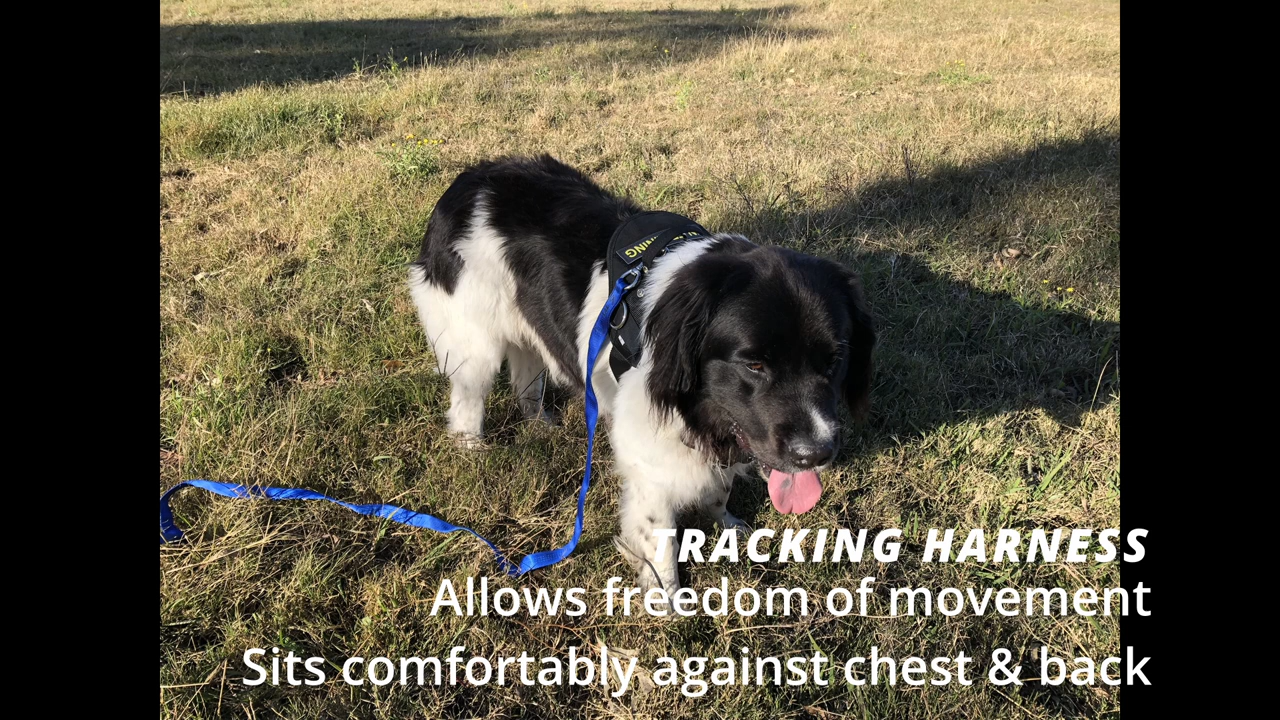 TRACKING HARNESS
Allows freedom of movement
Sits comfortably against chest & back